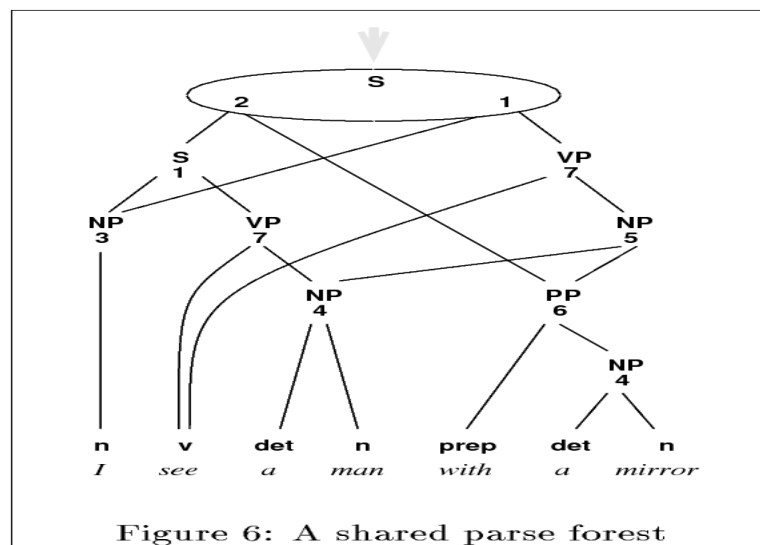 S
2 1
S VP
1 7
NP VP NP
3 7 5
NP PP
4 6
NP
4
n v det n prep det n
I see a man with a mirror
Figure 6: A shared parse forest